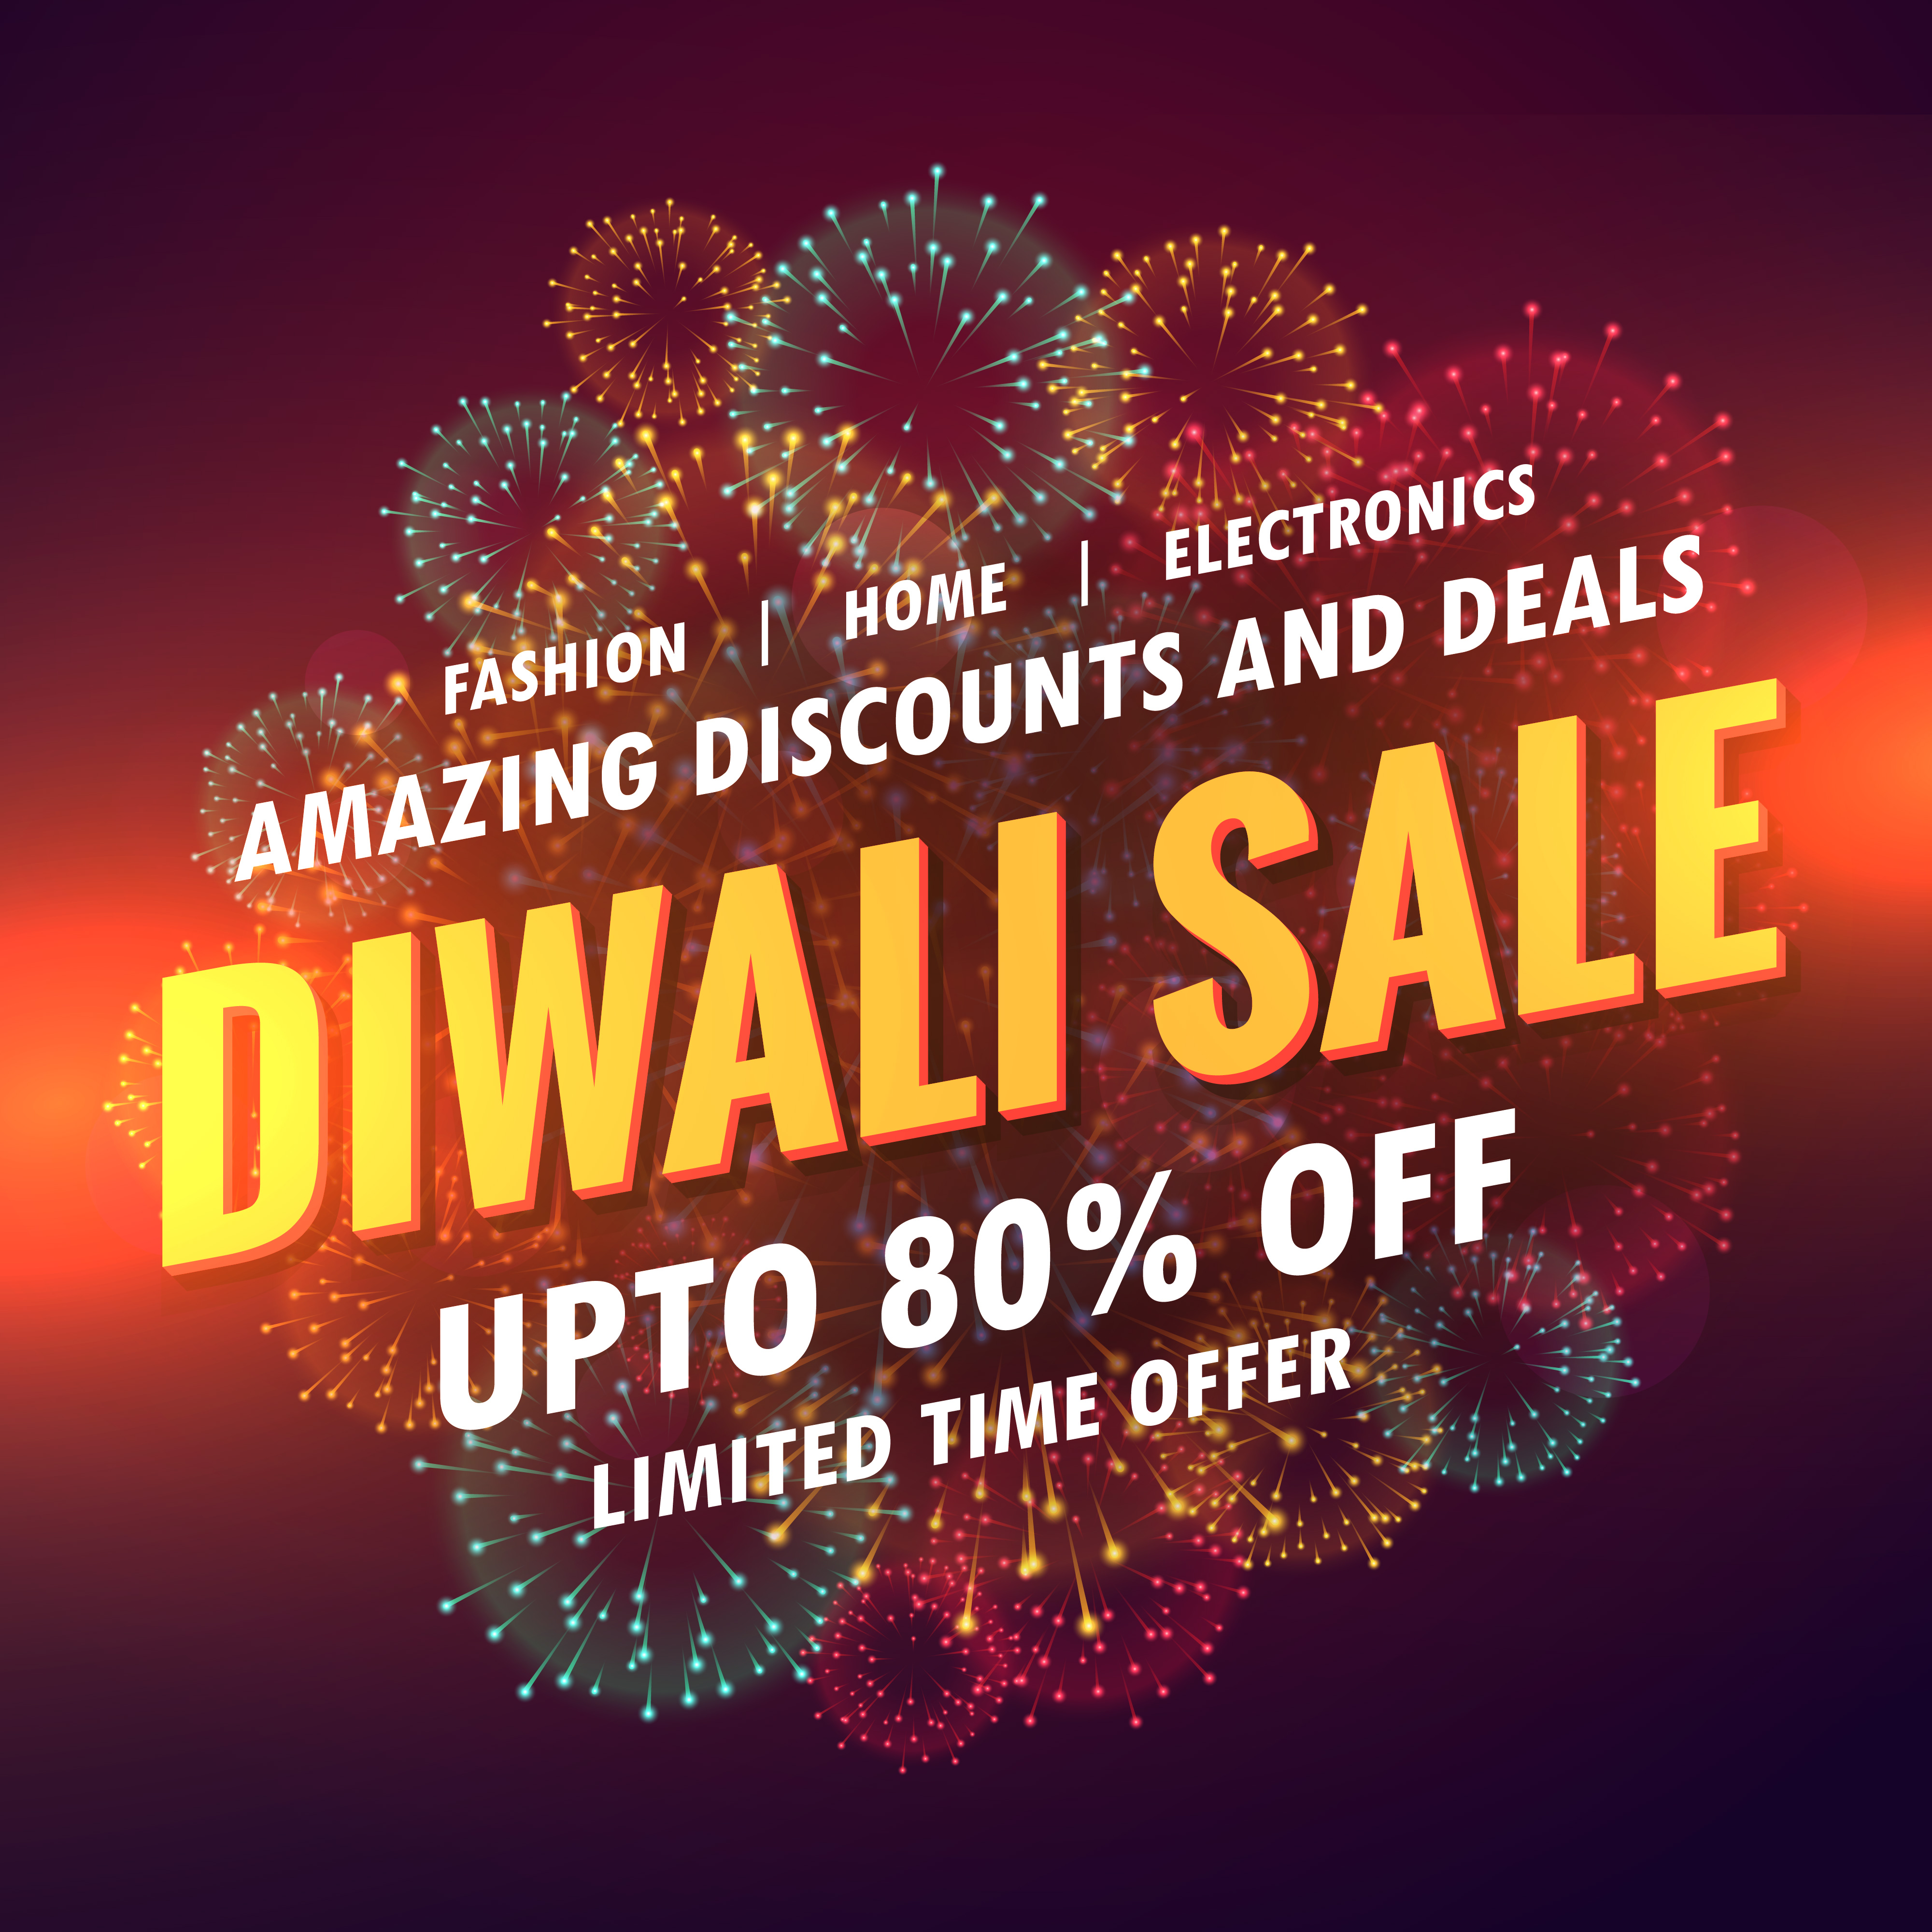 FASHION | HOME | ELECTRONICS
AMAZING DISCOUNTS AND DEALS
DIWALI SALE
UPTO 80% OFF
LIMITED TIME OFFER